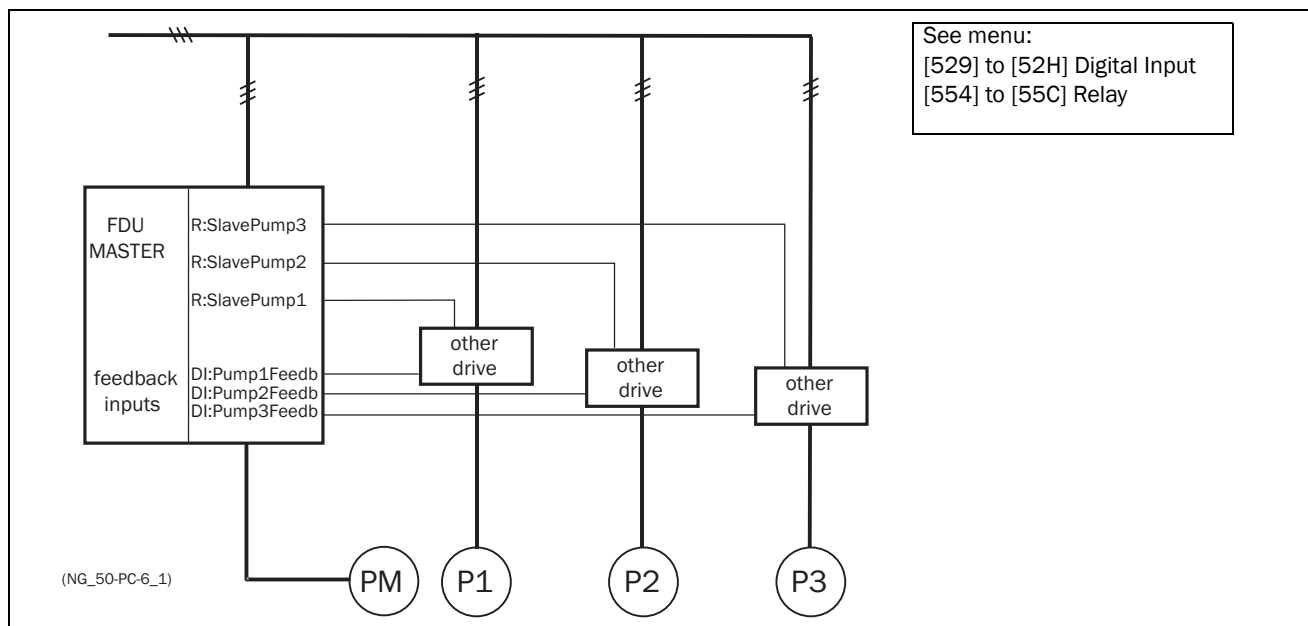 See menu:
[529] to [52H] Digital Input
[554] to [55C] Relay
FDU
MASTER
R:SlavePump3
R:SlavePump2
R:SlavePump1
feedback
inputs
DI:Pump1Feedb
DI:Pump2Feedb
DI:Pump3Feedb
other
drive
other
drive
other
drive
(NG_50-PC-6_1)
PM
P1
P2
P3